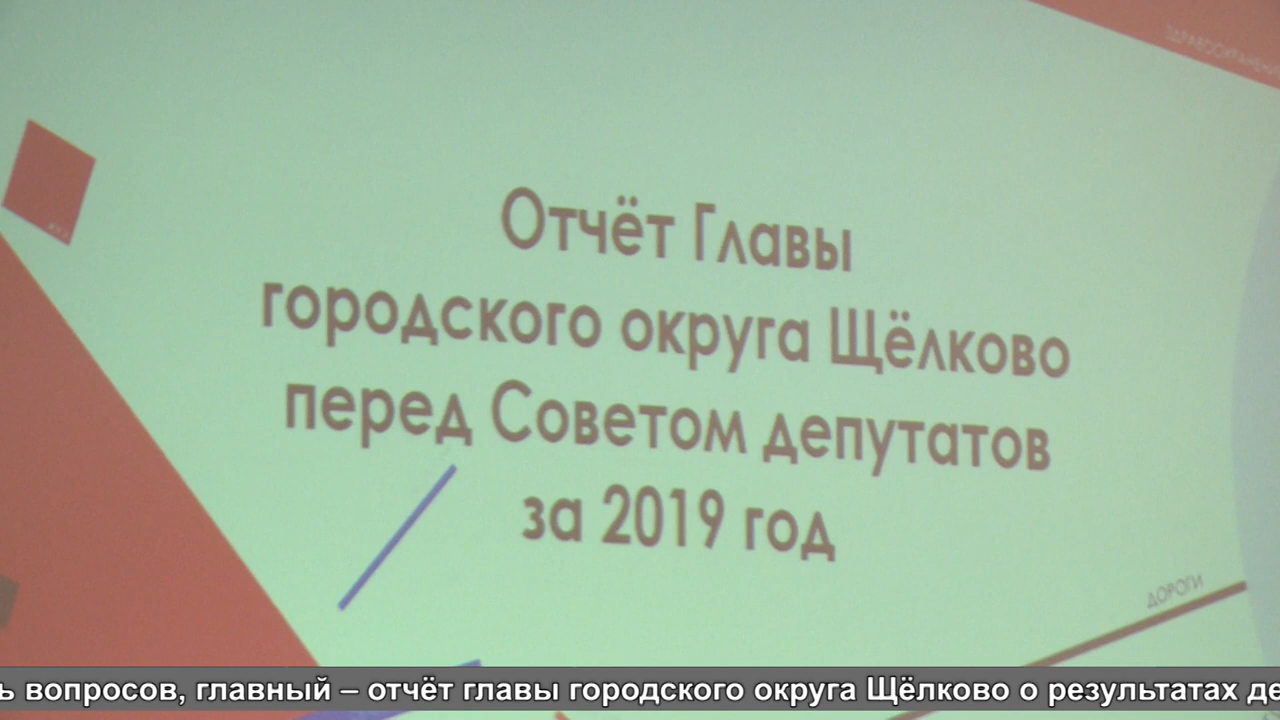 ЗДРАВООХРАНЕНИ
Отчёт Главы
городского округа Щёлково
перед Советом депутатов
за 2019 год
ДОРОГИ
ь вопросов, главный – отчёт главы городского округа Щёлково о результатах де